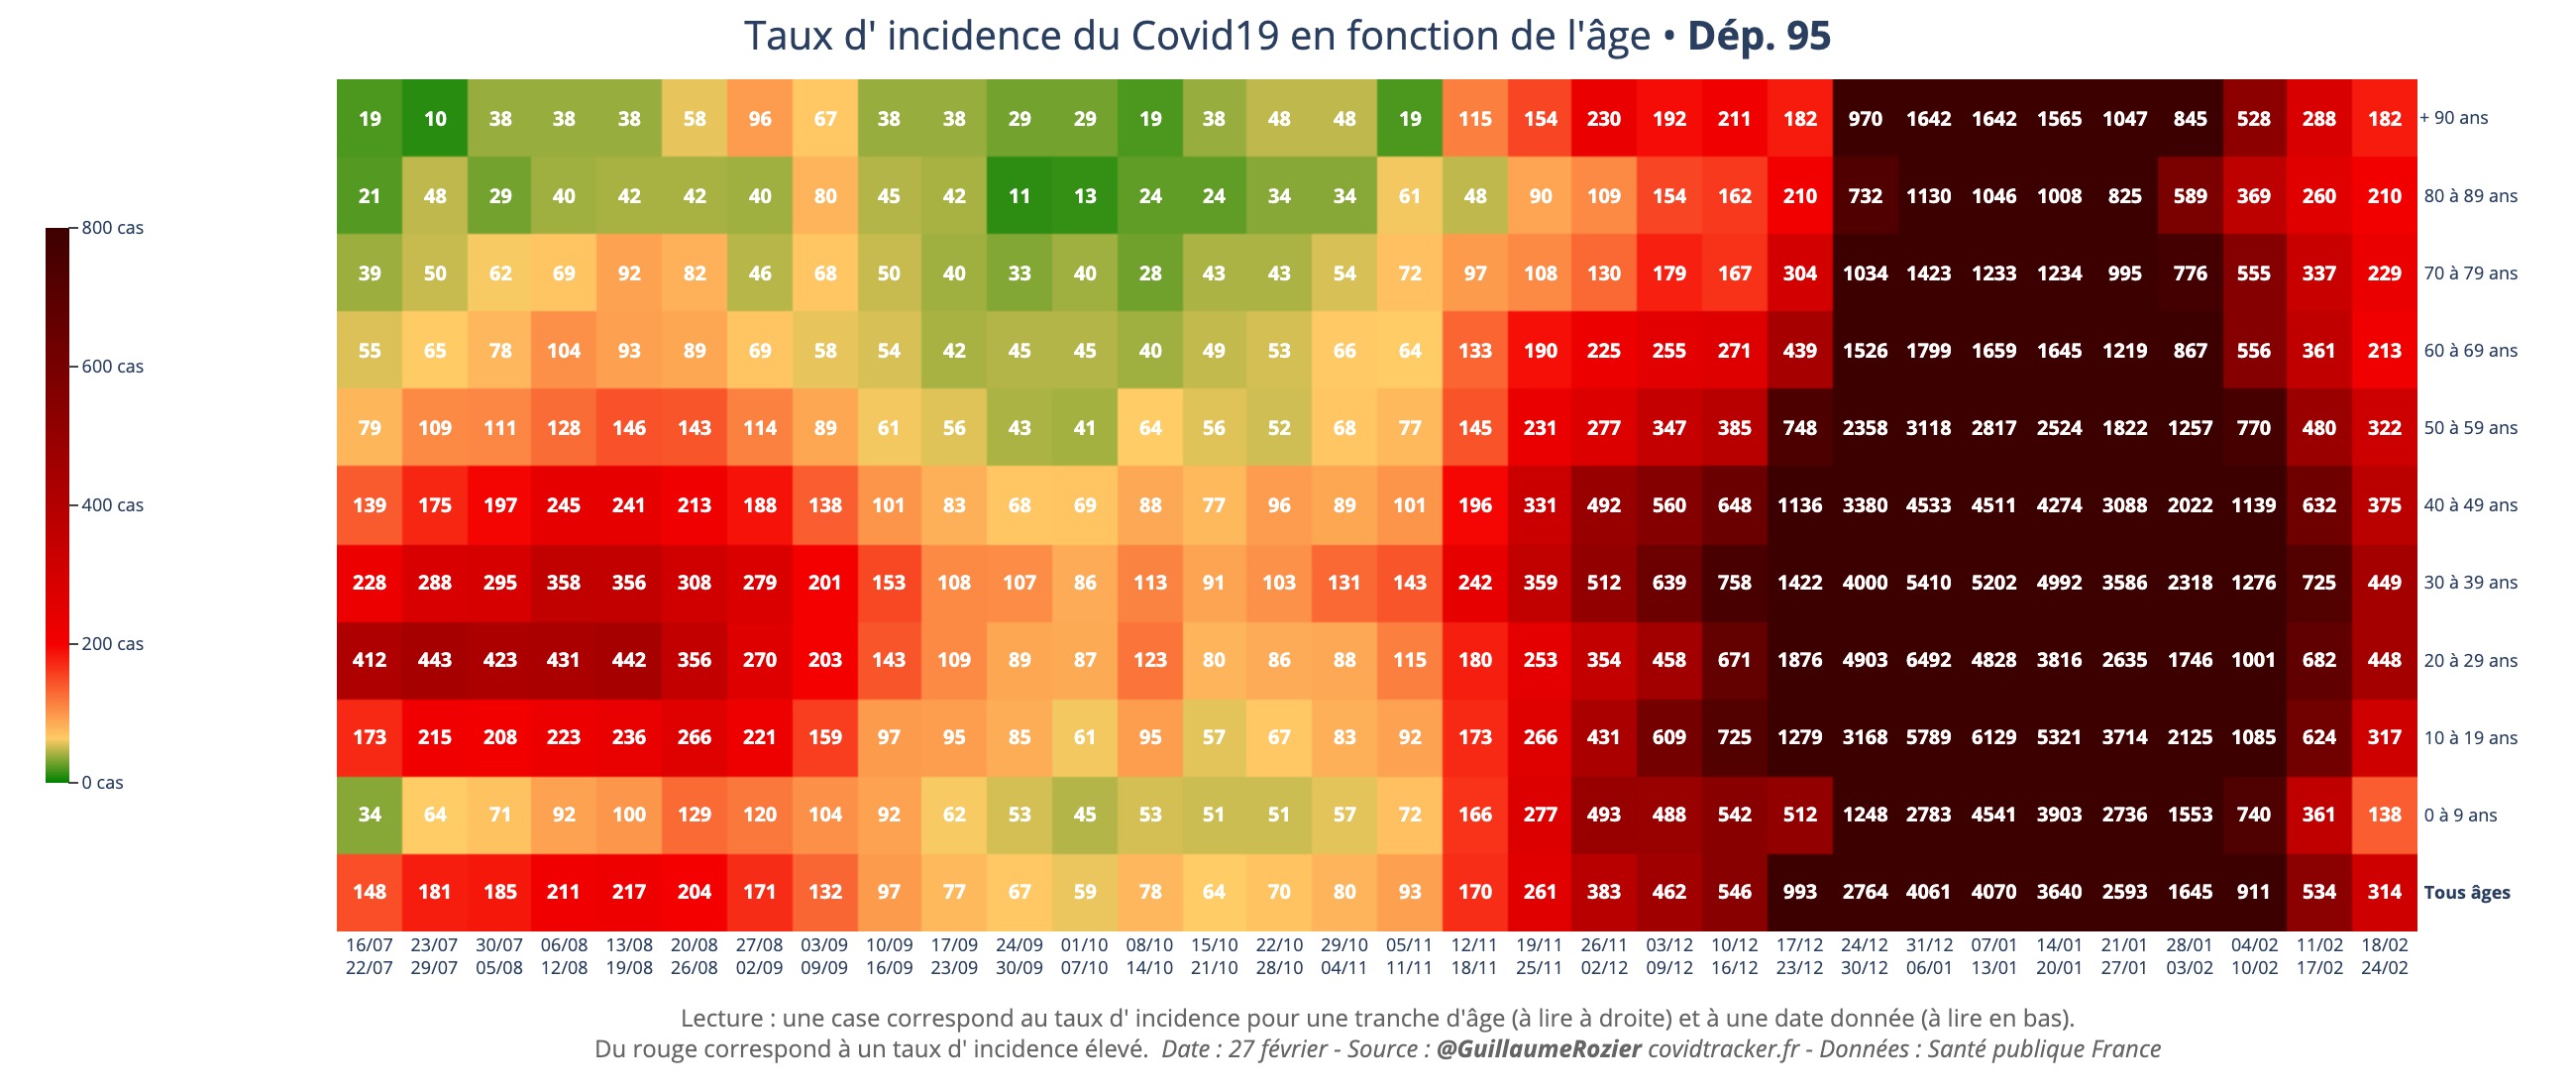 Taux d' incidence du Covid19 en fonction de l'âge • Dép. 95
800 cas
600 cas
400 cas
200 cas
0 cas
19 10 38 38 38 58 96 67 38 38 29 29 19 38 48 48 19 115 154 230 192 211 182 970 1642 1642 1565 1047 845 528 288 182 + 90 ans
21 48 29 40 42 42 40 80 45 42 11 13 24 24 34 34 61 48 90 109 154 162 210 732 1130 1046 1008 825 589 369 260 210 80 à 89 ans
39 50 62 69 92 82 46 68 50 40 33 40 28 43 43 54 72 97 108 130 179 167 304 1034 1423 1233 1234 995 776 555 337 229 70 à 79 ans
55 65 78 104 93 89 69 58 54 42 45 45 40 49 53 66 64 133 190 225 255 271 439 1526 1799 1659 1645 1219 867 556 361 213 60 à 69 ans
79 109 111 128 146 143 114 89 61 56 43 41 64 56 52 68 77 145 231 277 347 385 748 2358 3118 2817 2524 1822 1257 770 480 322 50 à 59 ans
139 175 197 245 241 213 188 138 101 83 68 69 88 77 96 89 101 196 331 492 560 648 1136 3380 4533 4511 4274 3088 2022 1139 632 375 40 à 49 ans
228 288 295 358 356 308 279 201 153 108 107 86 113 91 103 131 143 242 359 512 639 758 1422 4000 5410 5202 4992 3586 2318 1276 725 449 30 à 39 ans
412 443 423 431 442 356 270 203 143 109 89 87 123 80 86 88 115 180 253 354 458 671 1876 4903 6492 4828 3816 2635 1746 1001 682 448 20 à 29 ans
173 215 208 223 236 266 221 159 97 95 85 61 95 57 67 83 92 173 266 431 609 725 1279 3168 5789 6129 5321 3714 2125 1085 624 317 10 à 19 ans
34 64 71 92 100 129 120 104 92 62 53 45 53 51 51 57 72 166 277 493 488 542 512 1248 2783 4541 3903 2736 1553 740 361 138 0 à 9 ans
148 181 185 211 217 204 171 132 97 77 67 59 78 64 70 80 93 170 261 383 462 546 993 2764 4061 4070 3640 2593 1645 911 534 314 Tous âges
16/07 23/07 30/07 06/08 13/08 20/08 27/08 03/09 10/09 17/09 24/09 01/10 08/10 15/10 22/10 29/10 05/11 12/11 19/11 26/11 03/12 10/12 17/12 24/12 31/12 07/01 14/01 21/01 28/01 04/02 11/02 18/02
22/07 29/07 05/08 12/08 19/08 26/08 02/09 09/09 16/09 23/09 30/09 07/10 14/10 21/10 28/10 04/11 11/11 18/11 25/11 02/12 09/12 16/12 23/12 30/12 06/01 13/01 20/01 27/01 03/02 10/02 17/02 24/02
Lecture : une case correspond au taux d' incidence pour une tranche d'âge (à lire à droite) et à une date donnée (à lire en bas).
Du rouge correspond à un taux d' incidence élevé. Date : 27 février - Source : @GuillaumeRozier covidtracker.fr - Données : Santé publique France